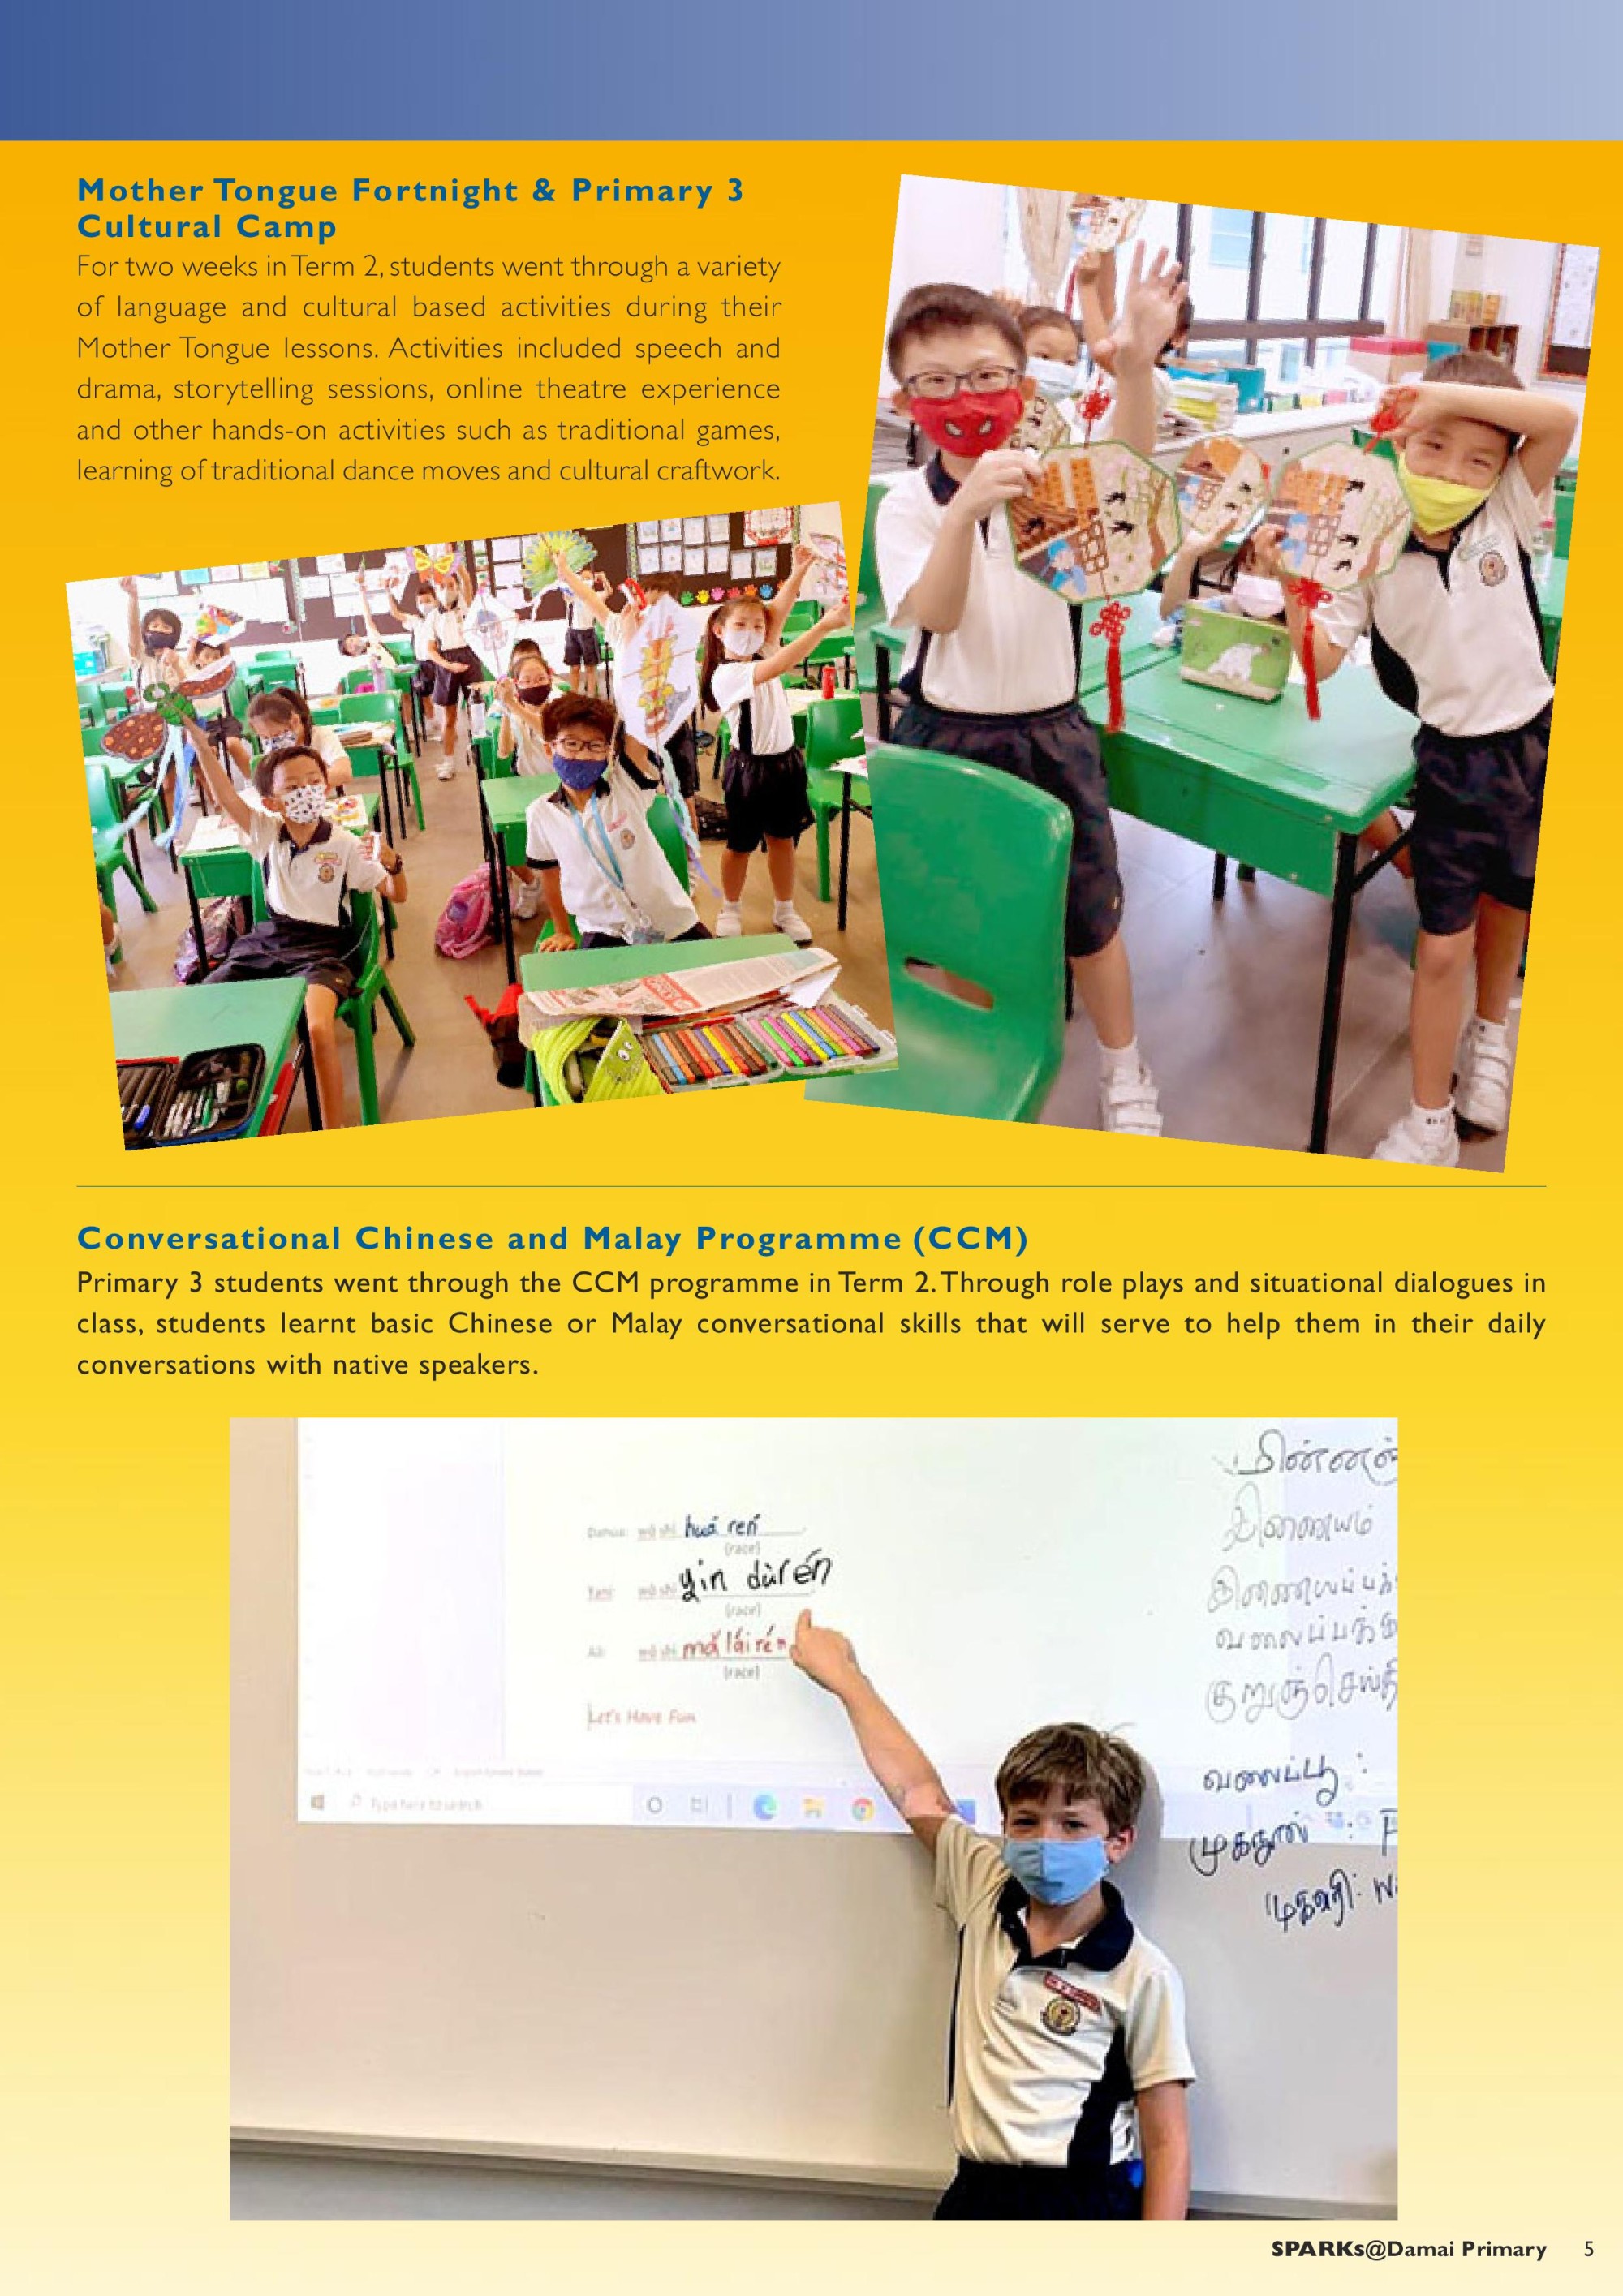 Mother Tongue Fortnight & Primary 3
Cultural Camp
For two weeks in Term 2, students went through a variety
of language and cultural based activities during their
Mother Tongue lessons. Activities included speech and
drama, storytelling sessions, online theatre experience
and other hands-on activities such as traditional games,
learning of traditional dance moves and cultural craftwork.
Conversational Chinese and Malay Programme (CCM)
Primary 3 students went through the CCM programme in Term 2. Through role plays and situational dialogues in
class, students learnt basic Chinese or Malay conversational skills that will serve to help them in their daily
conversations with native speakers.
wǒ shì huá rén
(race)
wǒ shì yìn dù rén
(race)
wǒ shì mǎ lái rén
(race)
Let's Have Fun
Type here to search
இணையம்
வலைப்பூ :
முகநூல் : F
முகவரி: W
SPARKs@Damai Primary 5